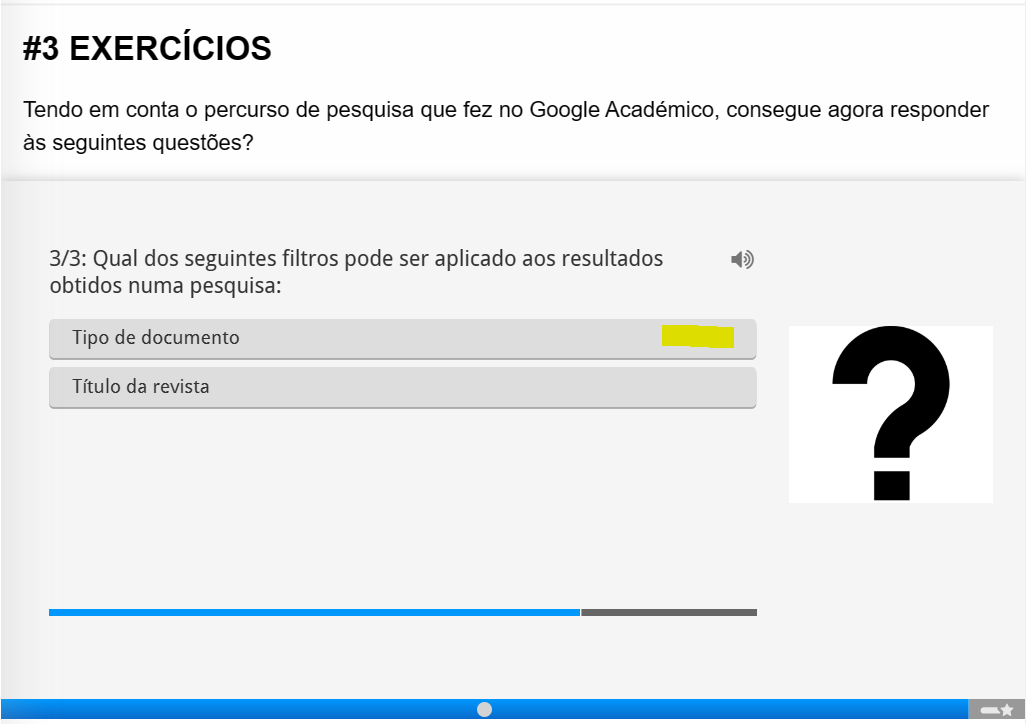 #3 EXERCÍCIOS
Tendo em conta o percurso de pesquisa que fez no Google Académico, consegue agora responder
às seguintes questões?
3/3: Qual dos seguintes filtros pode ser aplicado aos resultados
obtidos numa pesquisa:
Tipo de documento
Título da revista
?